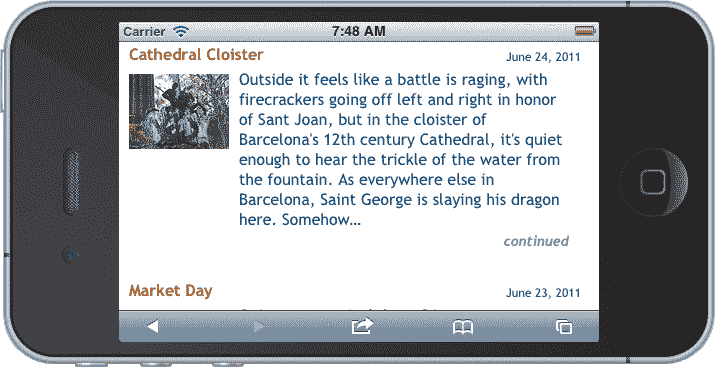 Carrier 7:48 AM
Cathedral Cloister June 24, 2011
Outside it feels like a battle is raging, with
firecrackers going off left and right in honor
of Sant Joan, but in the cloister of
Barcelona's 12th century Cathedral, it's quiet
enough to hear the trickle of the water from
the fountain. As everywhere else in
Barcelona, Saint George is slaying his dragon
here. Somehow…
continued
Market Day June 23, 2011